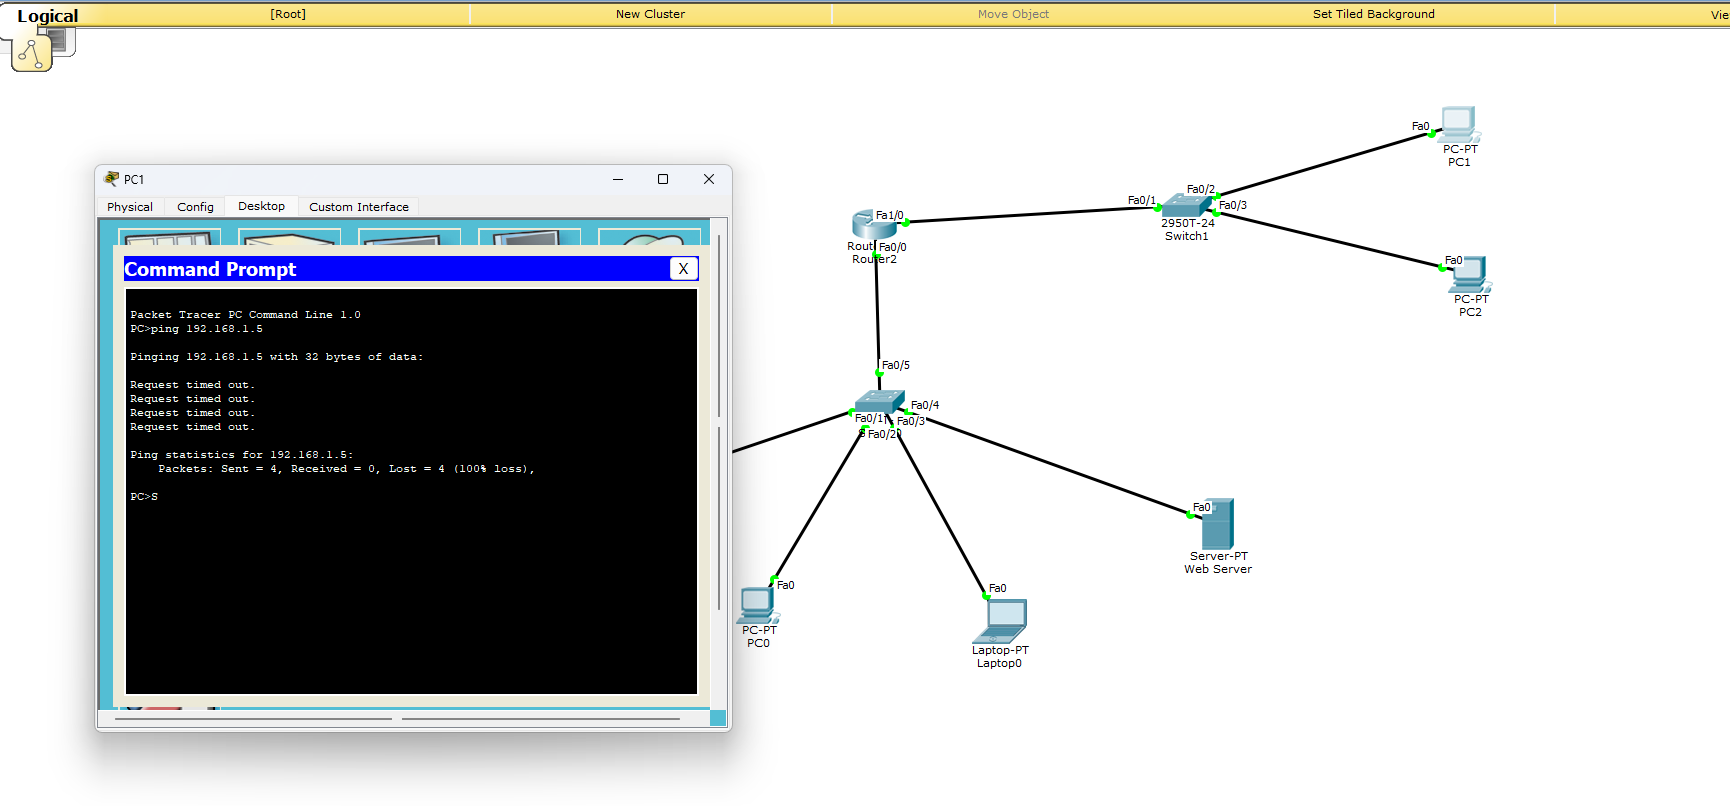 Logical
[Root]
New Cluster
Move Object
Set Tiled Background
Vie
PC1
Physical
Config
Desktop
Custom Interface
Command Prompt
X
Packet Tracer PC Command Line 1.0
PC>ping 192.168.1.5
Pinging 192.168.1.5 with 32 bytes of data:
Request timed out.
Request timed out.
Request timed out.
Request timed out.
Ping statistics for 192.168.1.5:
Packets: Sent = 4, Received = 0, Lost = 4 (100% loss),
PC>S
Fa0
PC-PT
PC1
Fa0/1
Fa0/2
Fa0/3
2950T-24
Switch1
Fa1/0
Rout
Fa0/0
Router2
Fa0
PC-PT
PC2
Fa0/5
Fa0/4
Fa0/1
Fa0/3
Fa0/2
Fa0
Server-PT
Web Server
Fa0
PC-PT
PC0
Fa0
Laptop-PT
Laptop0